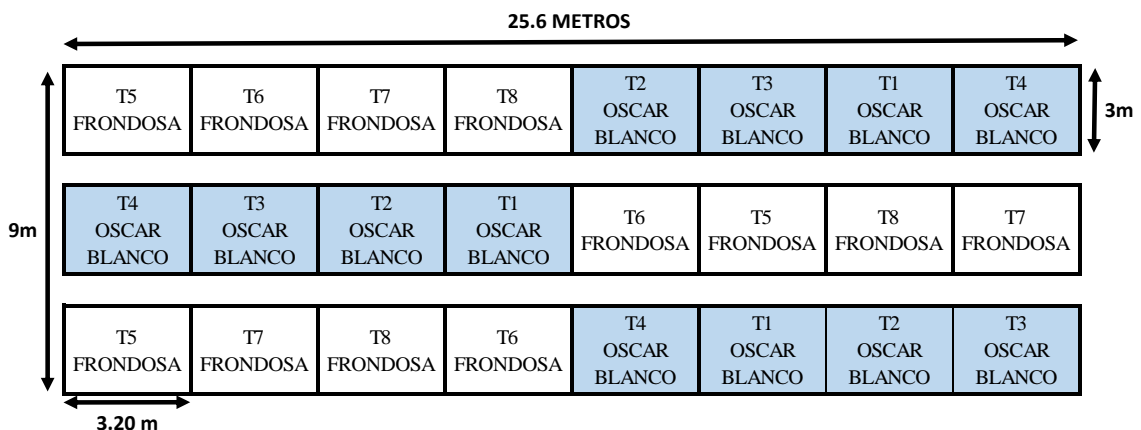 25.6 METROS
T5
FRONDOSA
T6
FRONDOSA
T7
FRONDOSA
T8
FRONDOSA
T2
OSCAR
BLANCO
T3
OSCAR
BLANCO
T1
OSCAR
BLANCO
T4
OSCAR
BLANCO
3m
9m
T4
OSCAR
BLANCO
T3
OSCAR
BLANCO
T2
OSCAR
BLANCO
T1
OSCAR
BLANCO
T6
FRONDOSA
T5
FRONDOSA
T8
FRONDOSA
T7
FRONDOSA
T5
FRONDOSA
T7
FRONDOSA
T8
FRONDOSA
T6
FRONDOSA
T4
OSCAR
BLANCO
T1
OSCAR
BLANCO
T2
OSCAR
BLANCO
T3
OSCAR
BLANCO
3.20 m